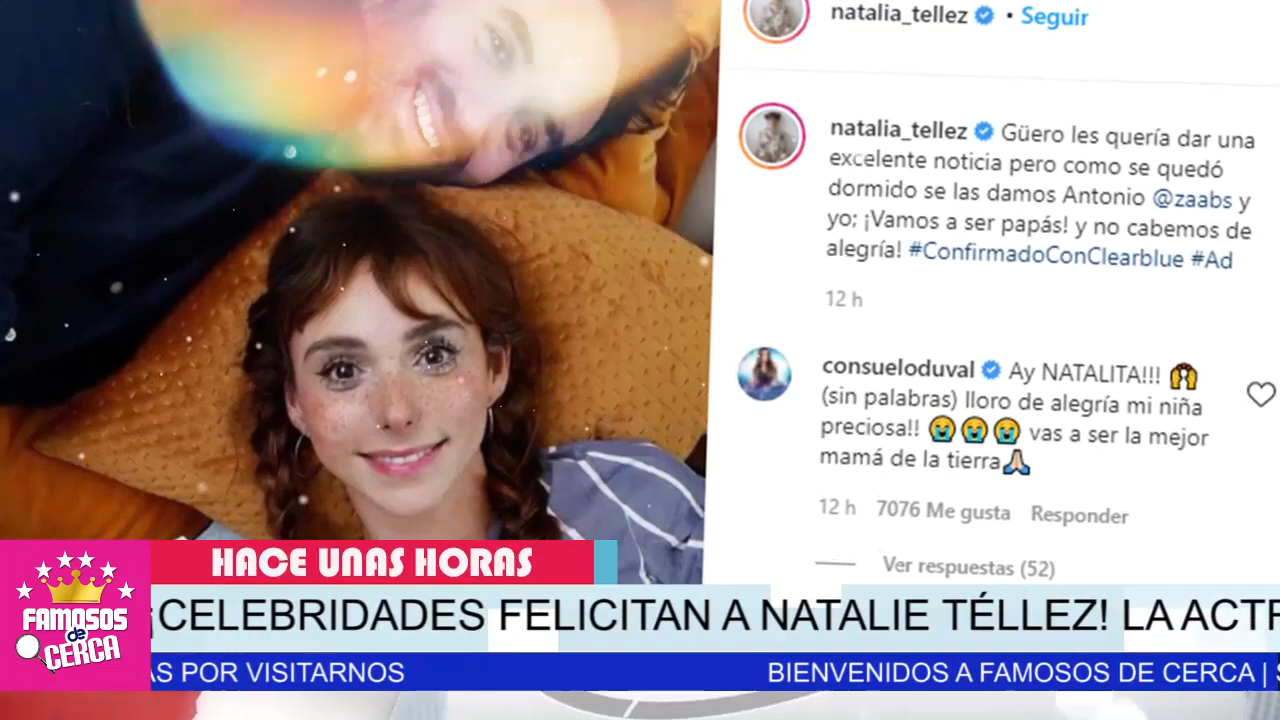 natalia_tellez • Seguir
natalia_tellez Güero les quería dar una
excelente noticia pero como se quedó
dormido se las damos Antonio @zaabs y
yo; ¡Vamos a ser papás! y no cabemos de
alegría! #ConfirmadoConClearblue #Ad
12 h
consueloduval Ay NATALITA!!! 🙌
(sin palabras) lloro de alegría mi niña
preciosa!! 😭😭😭 vas a ser la mejor
mamá de la tierra🙏🏻
12 h 7076 Me gusta Responder
Ver respuestas (52)
HACE UNAS HORAS
FAMOSOS
de
CERCA
¡CELEBRIDADES FELICITAN A NATALIE TÉLLEZ! LA ACTR
AS POR VISITARNOS BIENVENIDOS A FAMOSOS DE CERCA | S